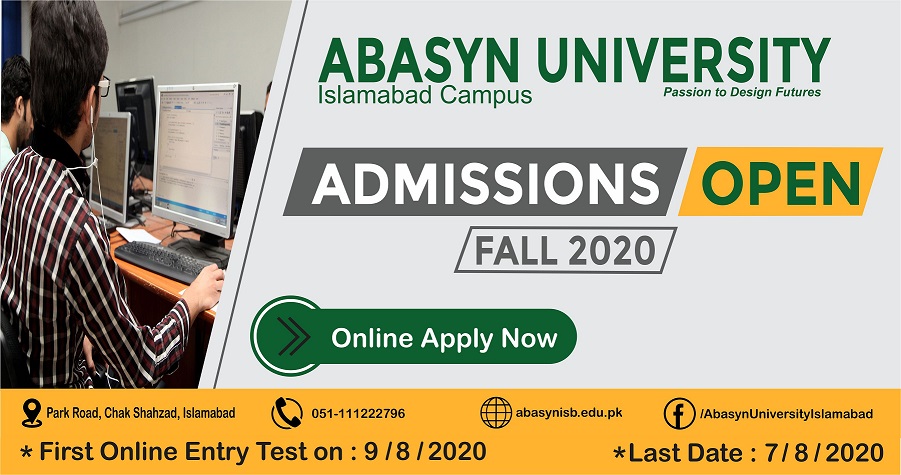 ABASYN UNIVERSITY
Islamabad Campus
Passion to Design Futures
ADMISSIONS OPEN
FALL 2020
Online Apply Now
Park Road, Chak Shahzad, Islamabad
051-111222796
abasynisb.edu.pk
/AbasynUniversityIslamabad
* First Online Entry Test on : 9/8/2020
*Last Date : 7/8/2020